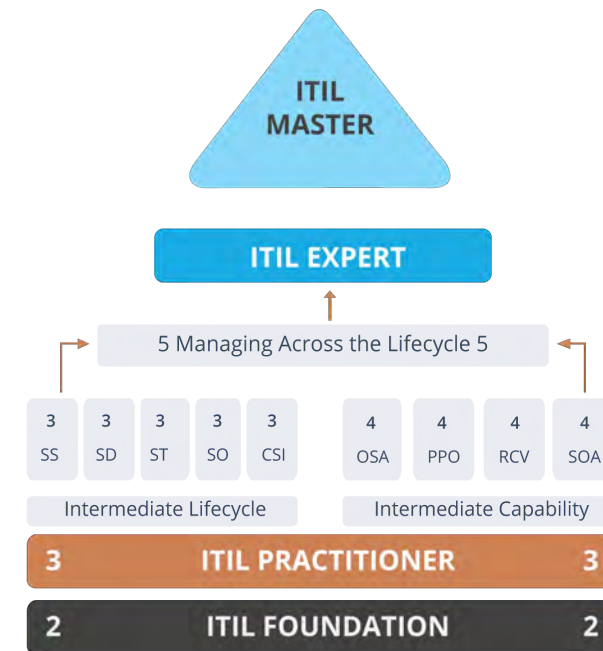 ITIL
MASTER
ITIL EXPERT
5 Managing Across the Lifecycle 5
3 3 3 3 3 4 4 4 4
SS SD ST SO CSI OSA PPO RCV SOA
Intermediate Lifecycle Intermediate Capability
3 ITIL PRACTITIONER 3
2 ITIL FOUNDATION 2